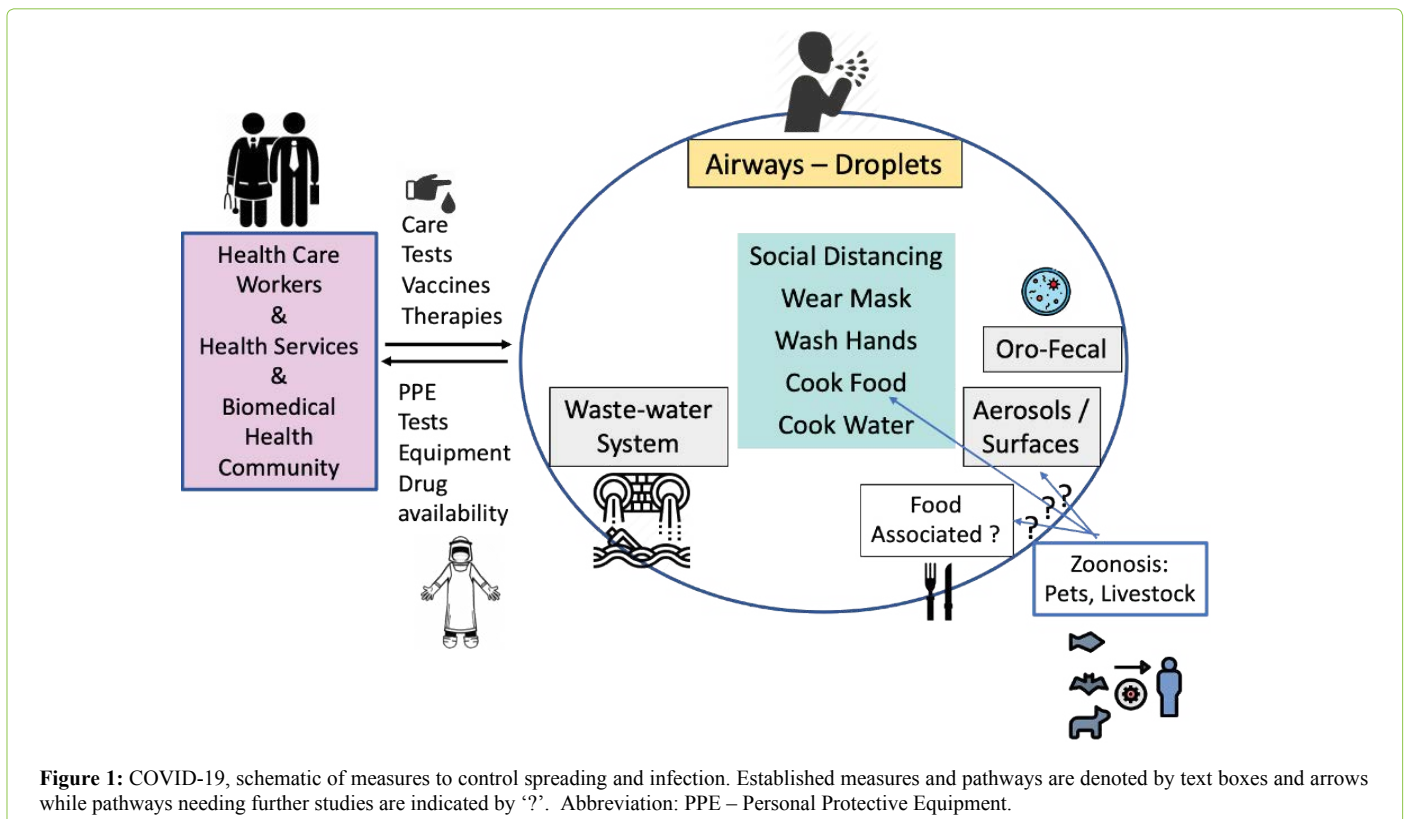 Airways – Droplets
Health Care
Workers
&
Health Services
&
Biomedical
Health
Community
Care
Tests
Vaccines
Therapies
PPE
Tests
Equipment
Drug
availability
Social Distancing
Wear Mask
Wash Hands
Cook Food
Cook Water
Oro-Fecal
Waste-water
System
Aerosols /
Surfaces
Food
Associated ?
?
?
?
Zoonosis:
Pets, Livestock
Figure 1: COVID-19, schematic of measures to control spreading and infection. Established measures and pathways are denoted by text boxes and arrows
while pathways needing further studies are indicated by ‘?’. Abbreviation: PPE – Personal Protective Equipment.